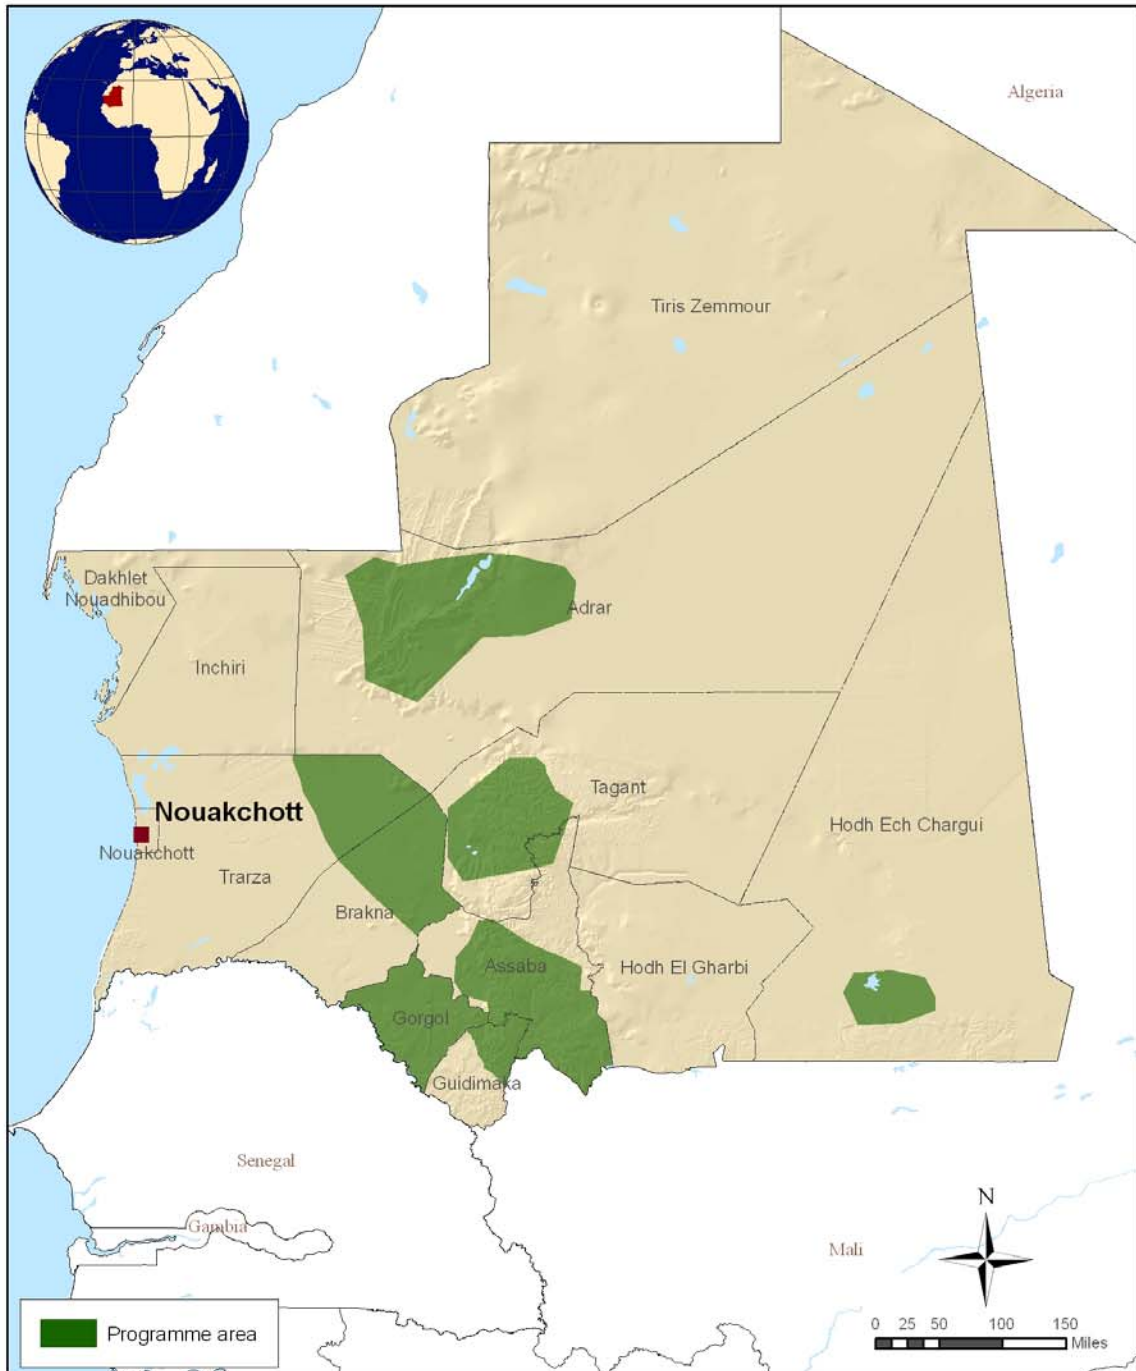 Algeria
Tiris Zemmour
Dakhlet
Nouadhibou
Adrar
Inchiri
Nouakchott
Tagant
Hodh Ech Chargui
Nouakchott
Trarza
Brakna
Assaba
Hodh El Gharbi
Gorgol
Guidimaka
Senegal
Gambia
Mali
N
Programme area
0 25 50 100 150
Miles